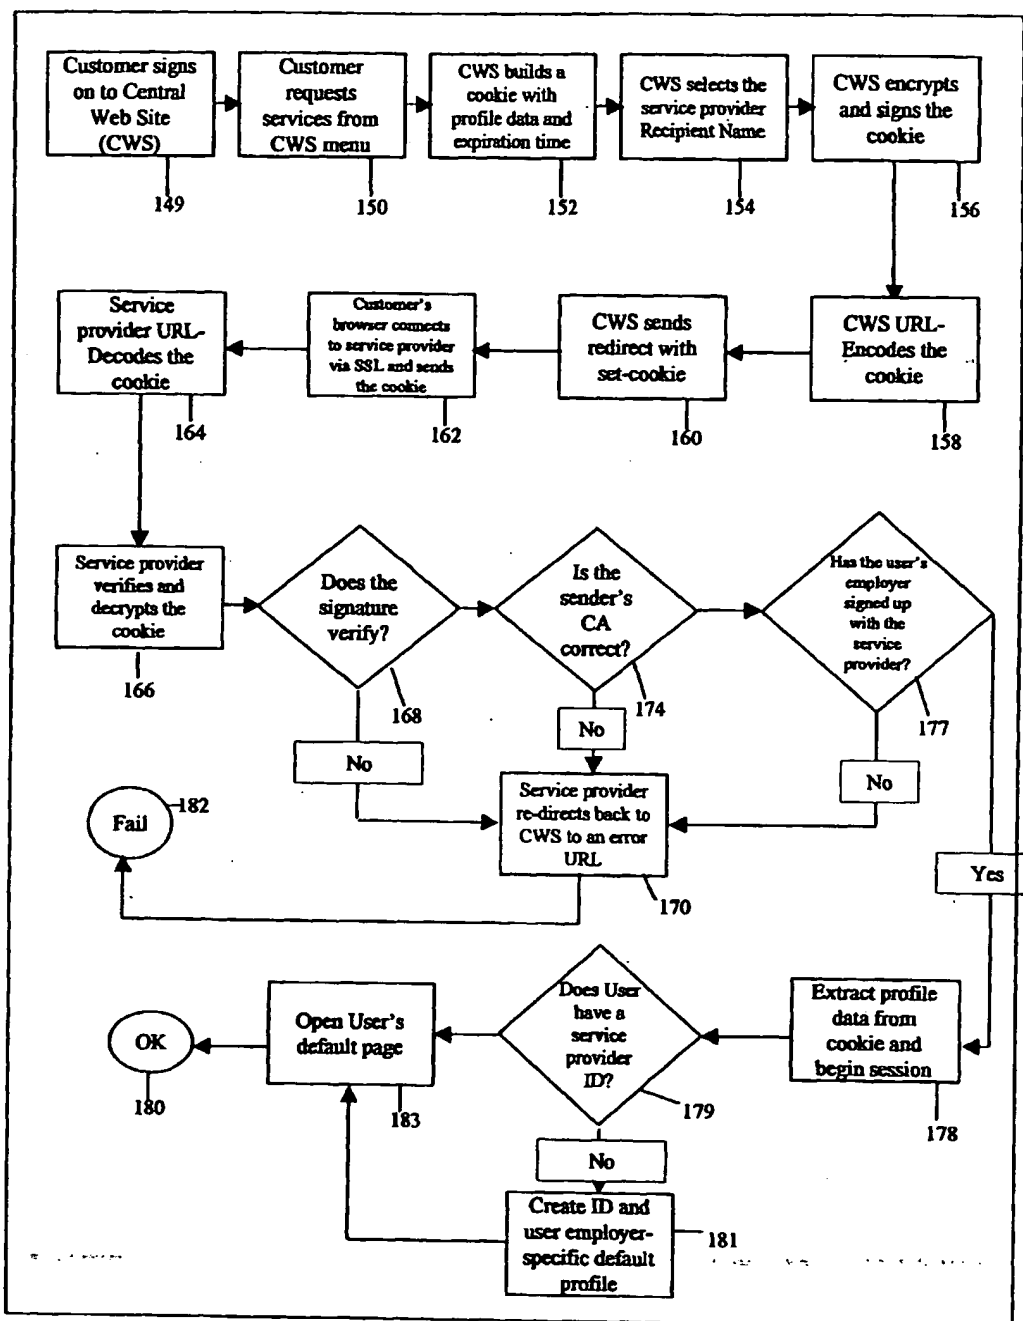 Customer signs
on to Central
Web Site
(CWS)
149
Customer
requests
services from
CWS menu
150
CWS builds a
cookie with
profile data and
expiration time
152
CWS selects the
service provider
Recipient Name
154
CWS encrypts
and signs the
cookie
156
Service
provider URL-
Decodes the
cookie
164
Customer's
browser connects
to service provider
via SSL and sends
the cookie
162
CWS sends
redirect with
set-cookie
160
CWS URL-
Encodes the
cookie
158
Service provider
verifies and
decrypts the
cookie
166
Does the
signature
verify?
168
No
Is the
sender's
CA
correct?
174
No
Has the user's
employer
signed up
with the
service
provider?
177
No
Fail
182
Service provider
re-directs back to
CWS to an error
URL
170
Yes
OK
180
Open User's
default page
183
Does User
have a
service
provider
ID?
179
No
Extract profile
data from
cookie and
begin session
178
Create ID and
user employer-
specific default
profile
181